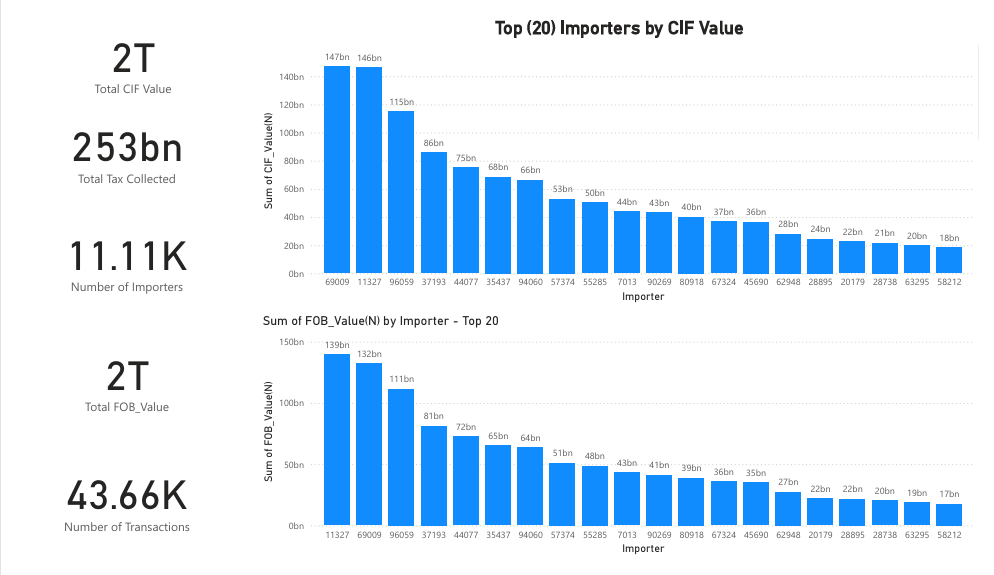 2T
Total CIF Value
253bn
Total Tax Collected
11.11K
Number of Importers
2T
Total FOB_Value
43.66K
Number of Transactions
Top (20) Importers by CIF Value
Sum of CIF_Value(N)
140bn
120bn
100bn
80bn
60bn
40bn
20bn
0bn
147bn 146bn 115bn 86bn 75bn 68bn 66bn 53bn 50bn 44bn 43bn 40bn 37bn 36bn 28bn 24bn 22bn 21bn 20bn 18bn
69009 11327 96059 37193 44077 35437 94060 57374 55285 7013 90269 80918 67324 45690 62948 28895 20179 28738 63295 58212
Importer
Sum of FOB_Value(N) by Importer - Top 20
Sum of FOB_Value(N)
150bn
100bn
50bn
0bn
139bn 132bn 111bn 81bn 72bn 65bn 64bn 51bn 48bn 43bn 41bn 39bn 36bn 35bn 27bn 22bn 22bn 20bn 19bn 17bn
11327 69009 96059 37193 44077 35437 94060 57374 55285 7013 90269 80918 67324 45690 62948 20179 28895 28738 63295 58212
Importer